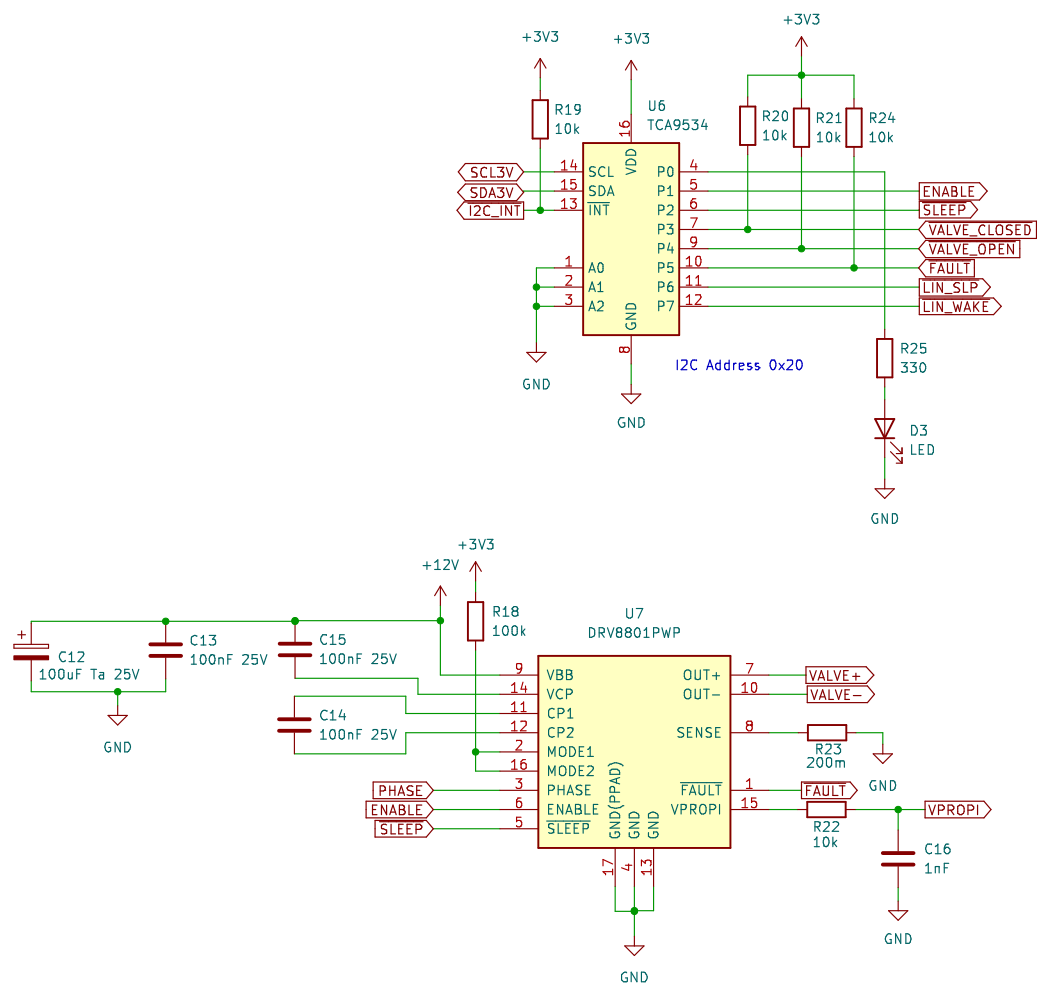 +3V3
+3V3
+3V3
R19
10k
U6
TCA9534
R20
10k
R21
10k
R24
10k
16
VDD
SCL3V
14
SCL
P0
4
SDA3V
15
SDA
P1
5
ENABLE
I2C_INT
13
INT
P2
6
SLEEP
P3
7
VALVE_CLOSED
P4
9
VALVE_OPEN
1
A0
P5
10
FAULT
2
A1
P6
11
LIN_SLP
3
A2
P7
12
LIN_WAKE
GND
8
GND
GND
I2C Address 0x20
R25
330
D3
LED
GND
+3V3
+12V
R18
100k
U7
DRV8801PWP
+
C12
100uF Ta 25V
C13
100nF 25V
C15
100nF 25V
C14
100nF 25V
GND
9
VBB
OUT+
7
VALVE+
14
VCP
OUT-
10
VALVE-
11
CP1
12
CP2
SENSE
8
R23
200m
GND
2
MODE1
16
MODE2
PHASE
3
PHASE
FAULT
1
FAULT
ENABLE
6
ENABLE
VPROPI
15
R22
10k
VPROPI
SLEEP
5
SLEEP
GND(PPAD)
GND
GND
17
4
13
C16
1nF
GND
GND